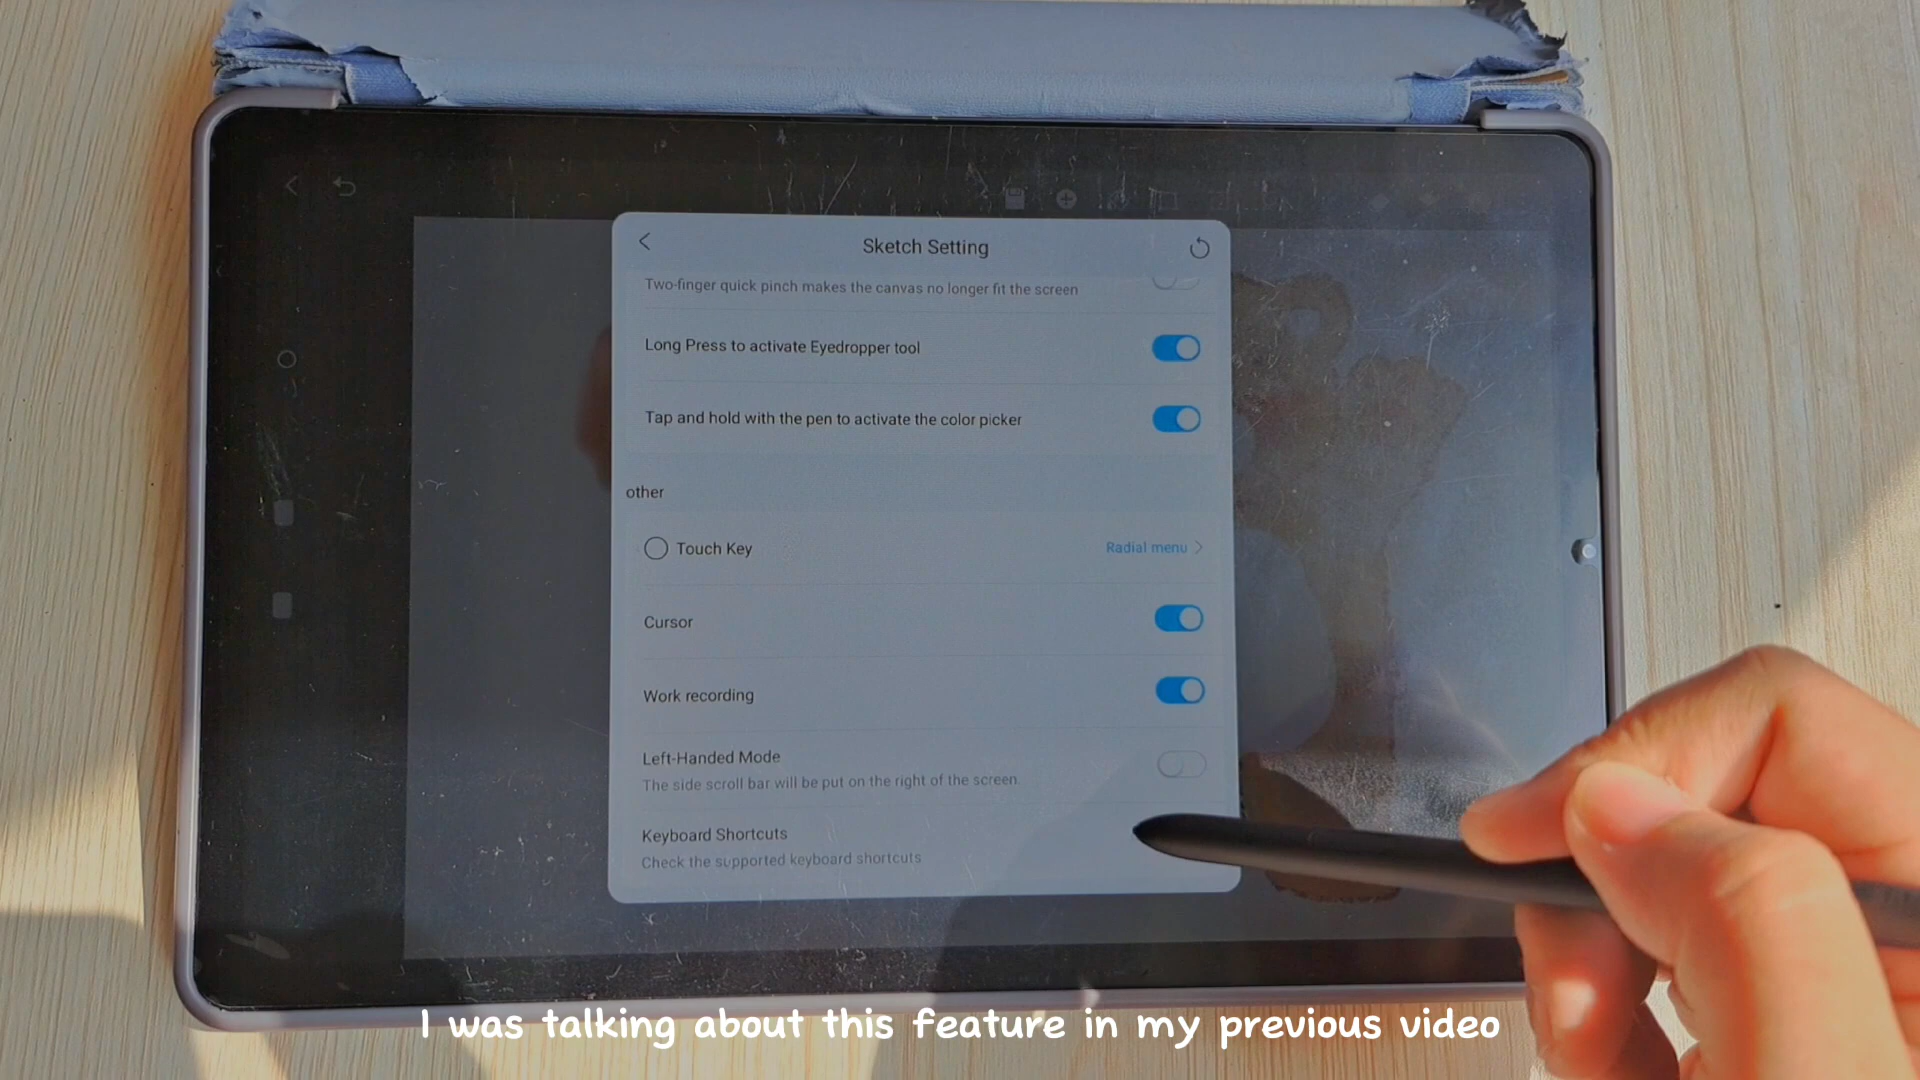 Sketch Setting
Two-finger quick pinch makes the canvas no longer fit the screen
Long Press to activate Eyedropper tool
Tap and hold with the pen to activate the color picker
other
Touch Key
Radial menu
Cursor
Work recording
Left-Handed Mode
The side scroll bar will be put on the right of the screen.
Keyboard Shortcuts
Check the supported keyboard shortcuts
I was talking about this feature in my previous video